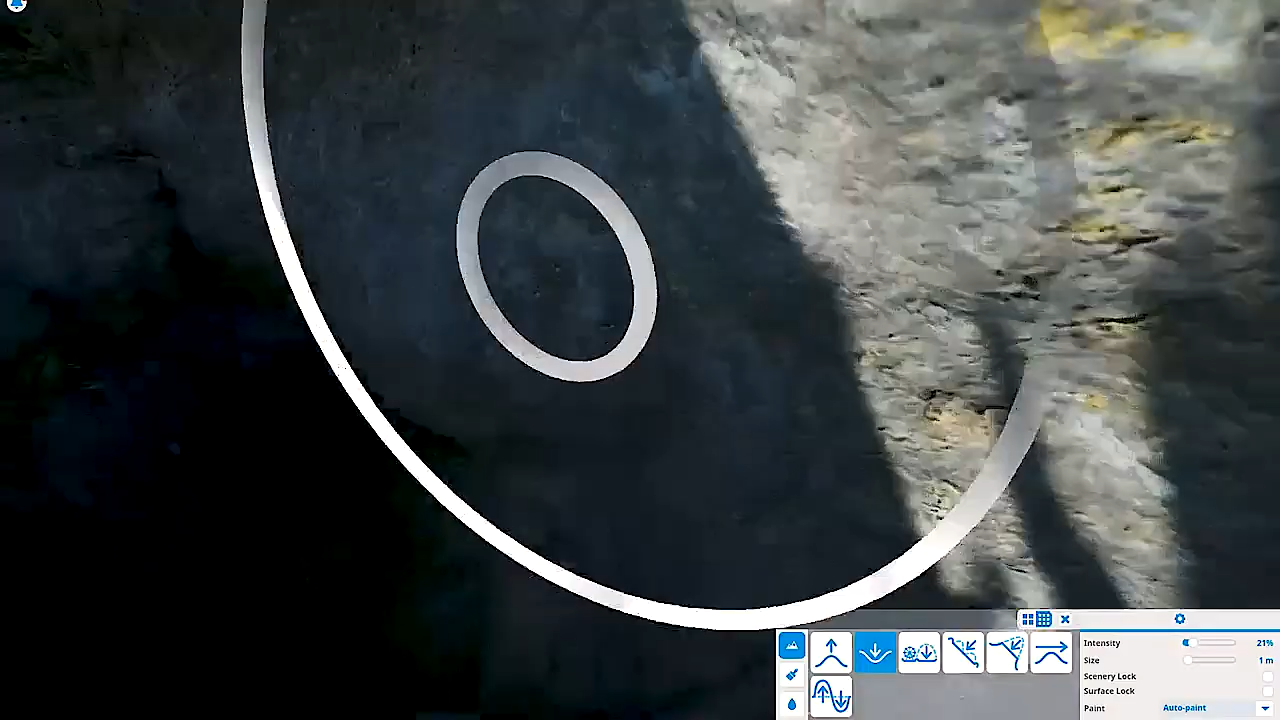 Intensity 21%
Size 1 m
Scenery Lock
Surface Lock
Paint Auto-paint